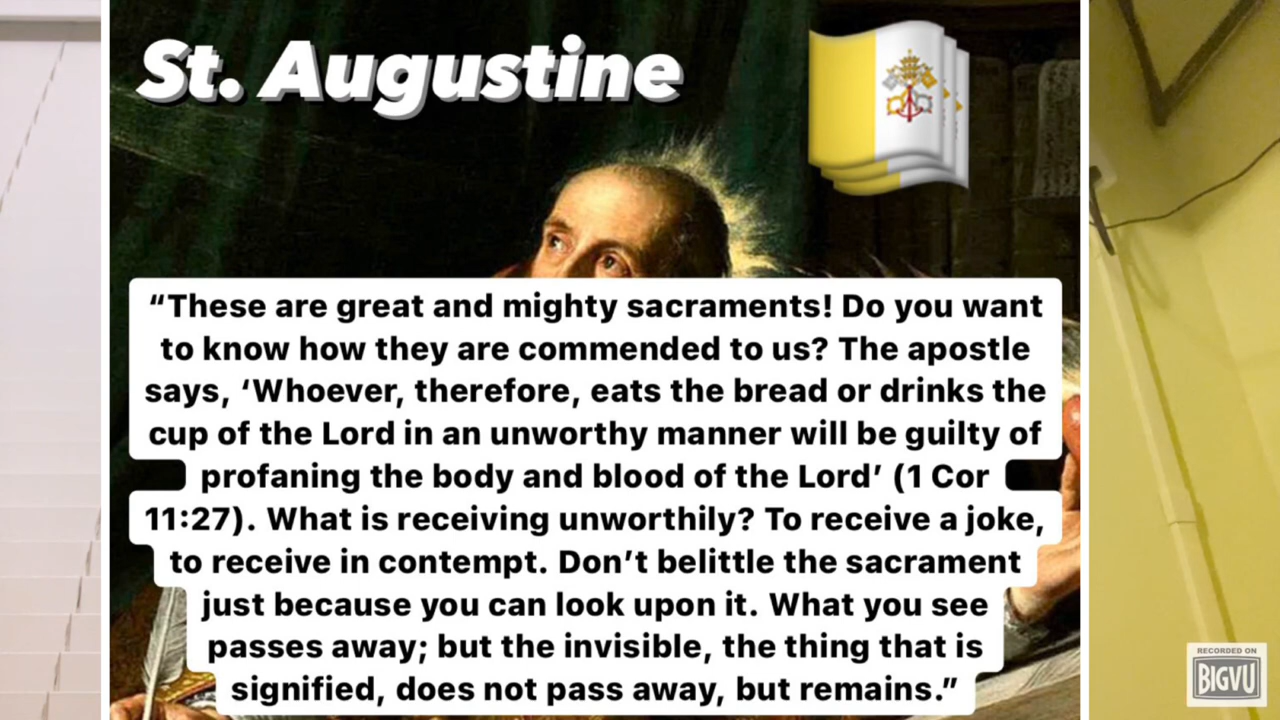 St. Augustine
“These are great and mighty sacraments! Do you want
to know how they are commended to us? The apostle
says, ‘Whoever, therefore, eats the bread or drinks the
cup of the Lord in an unworthy manner will be guilty of
profaning the body and blood of the Lord’ (1 Cor
11:27). What is receiving unworthily? To receive a joke,
to receive in contempt. Don’t belittle the sacrament
just because you can look upon it. What you see
passes away; but the invisible, the thing that is
signified, does not pass away, but remains.”
RECORDED ON
BIGVU